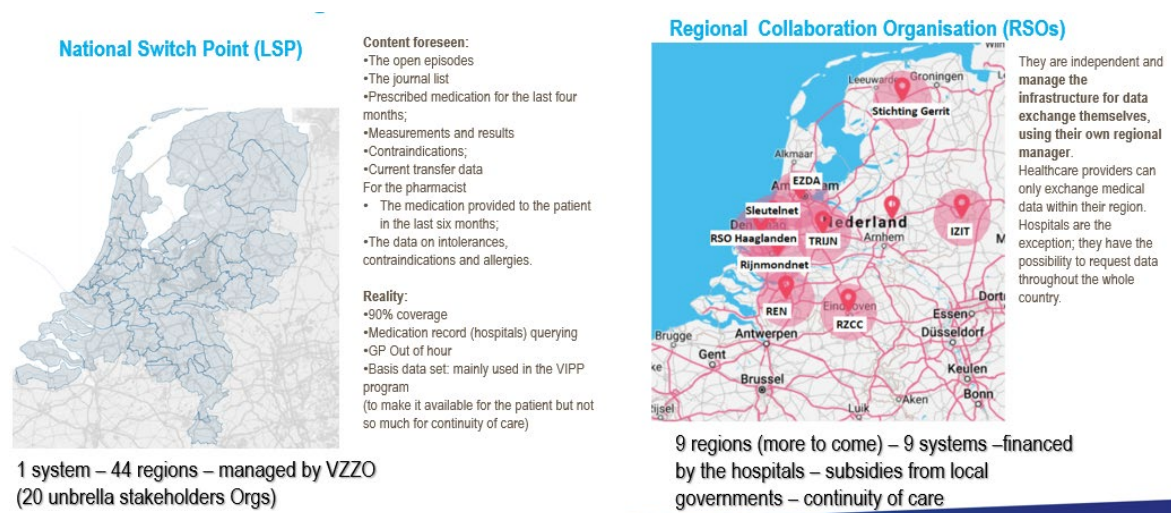 National Switch Point (LSP)
Content foreseen:
•The open episodes
•The journal list
•Prescribed medication for the last four
months;
•Measurements and results
•Contraindications;
•Current transfer data
For the pharmacist
• The medication provided to the patient
in the last six months;
•The data on intolerances,
contraindications and allergies.
Reality:
•90% coverage
•Medication record (hospitals) querying
•GP Out of hour
•Basis data set: mainly used in the VIPP
program
(to make it available for the patient but not
so much for continuity of care)
1 system – 44 regions – managed by VZZO
(20 unbrella stakeholders Orgs)
Regional Collaboration Organisation (RSOs)
Leeuwarde
Groningen
Stichting Gerrit
Alkmaar
EZDA
Sleutelnet
Nederland
RSO Haaglanden
TRIJN
Arnhem
IZIT
Rijnmondnet
REN
RZCC
Essen
Düsseldorf
Brugge
Antwerpen
Gent
Keulen
Brussel
Bonn
Aken
Luik
They are independent and
manage the
infrastructure for data
exchange themselves,
using their own regional
manager.
Healthcare providers can
only exchange medical
data within their region.
Hospitals are the
exception; they have the
possibility to request data
throughout the whole
country.
9 regions (more to come) – 9 systems –financed
by the hospitals – subsidies from local
governments – continuity of care